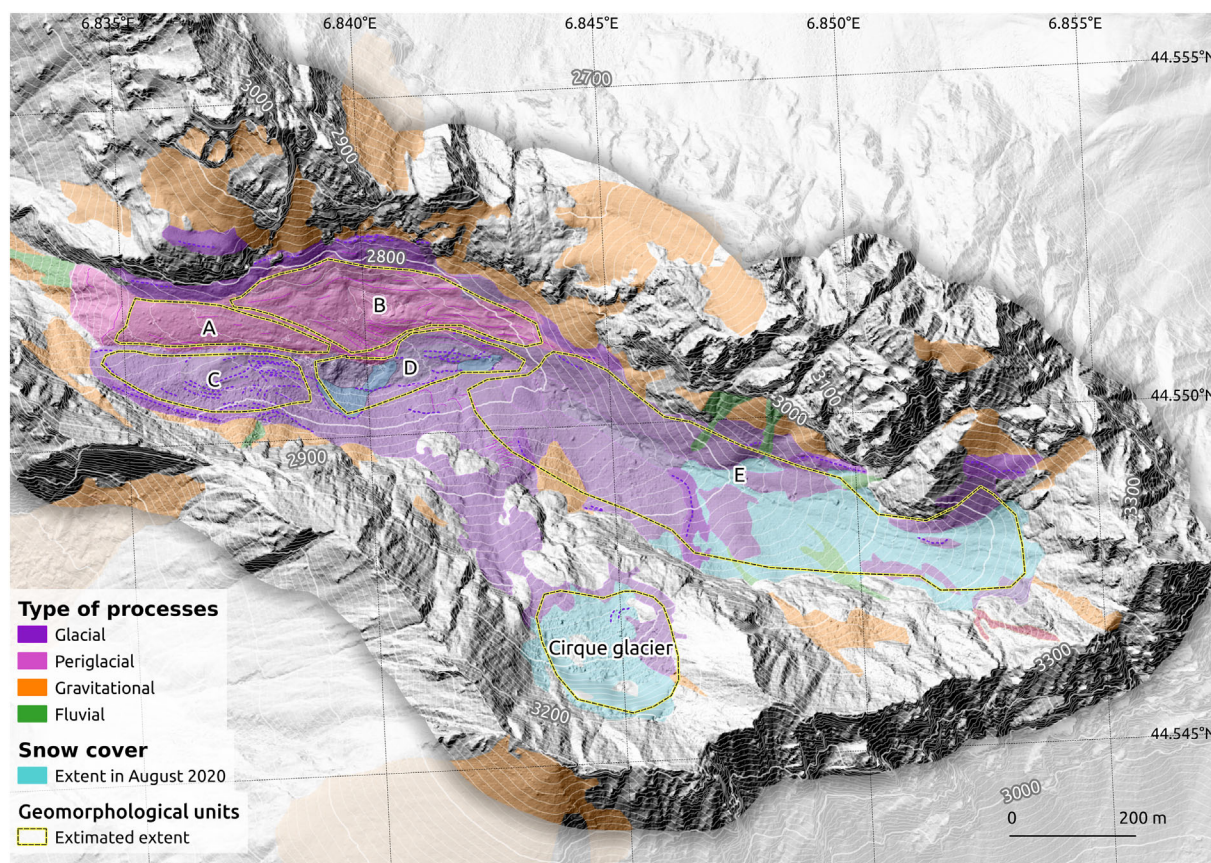 6.835°E
6.840°E
6.845°E
6.850°E
6.855°E
44.555°N
2700
3000
2900
2800
B
A
D
C
3100
3000
44.550°N
2900
E
3300
Cirque glacier
3200
3300
44.545°N
3000
Type of processes
Glacial
Periglacial
Gravitational
Fluvial
Snow cover
Extent in August 2020
Geomorphological units
Extimated extent
0 200 m